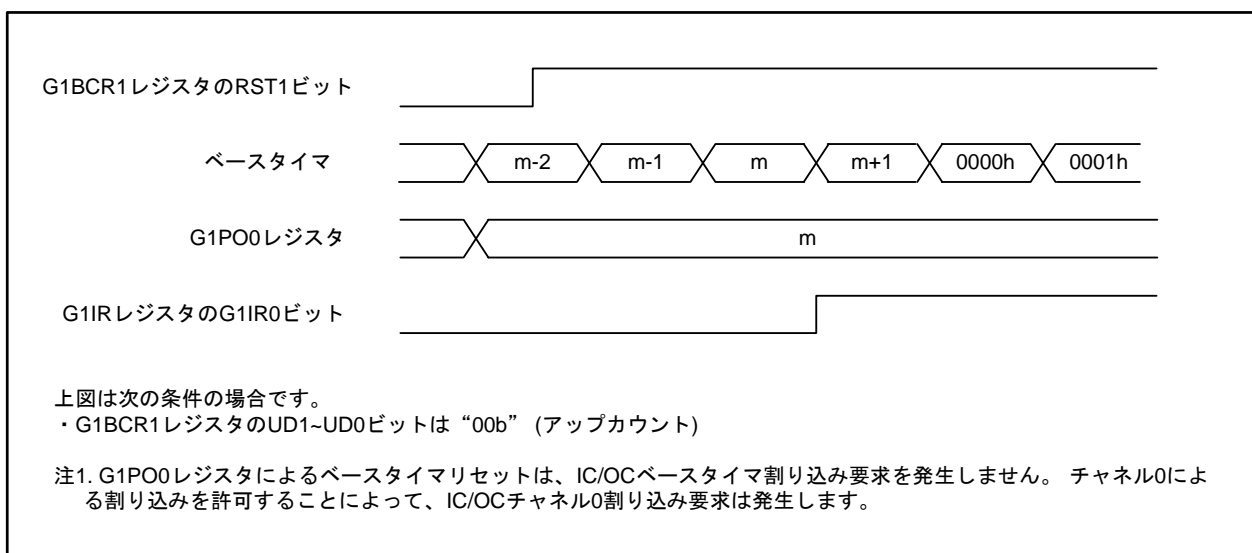 G1BCR1レジスタのRST1ビット
ベースタイマ m-2 m-1 m m+1 0000h 0001h
G1PO0レジスタ m
G1IRレジスタのG1IR0ビット
上図は次の条件の場合です。
・G1BCR1レジスタのUD1~UD0ビットは“00b” (アップカウント)
注1. G1PO0レジスタによるベースタイマリセットは、IC/OCベースタイマ割り込み要求を発生しません。 チャネル0によ
る割り込みを許可することによって、IC/OCチャネル0割り込み要求は発生します。